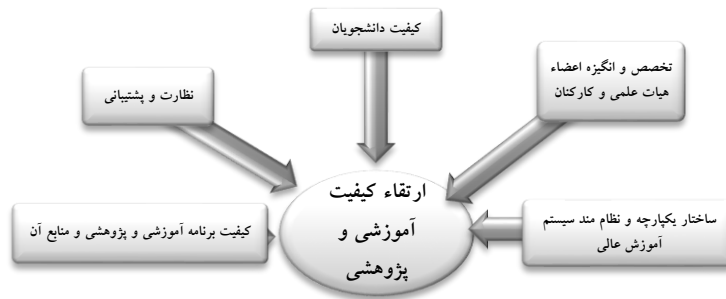 کیفیت دانشجویان
تخصص و انگیزه اعضاء
هیات علمی و کارکنان
نظارت و پشتیبانی
ارتقاء کیفیت
آموزشی و
پژوهشی
ساختار یکپارچه و نظام مند سیستم
آموزش عالی
کیفیت برنامه آموزشی و پژوهشی و منابع آن